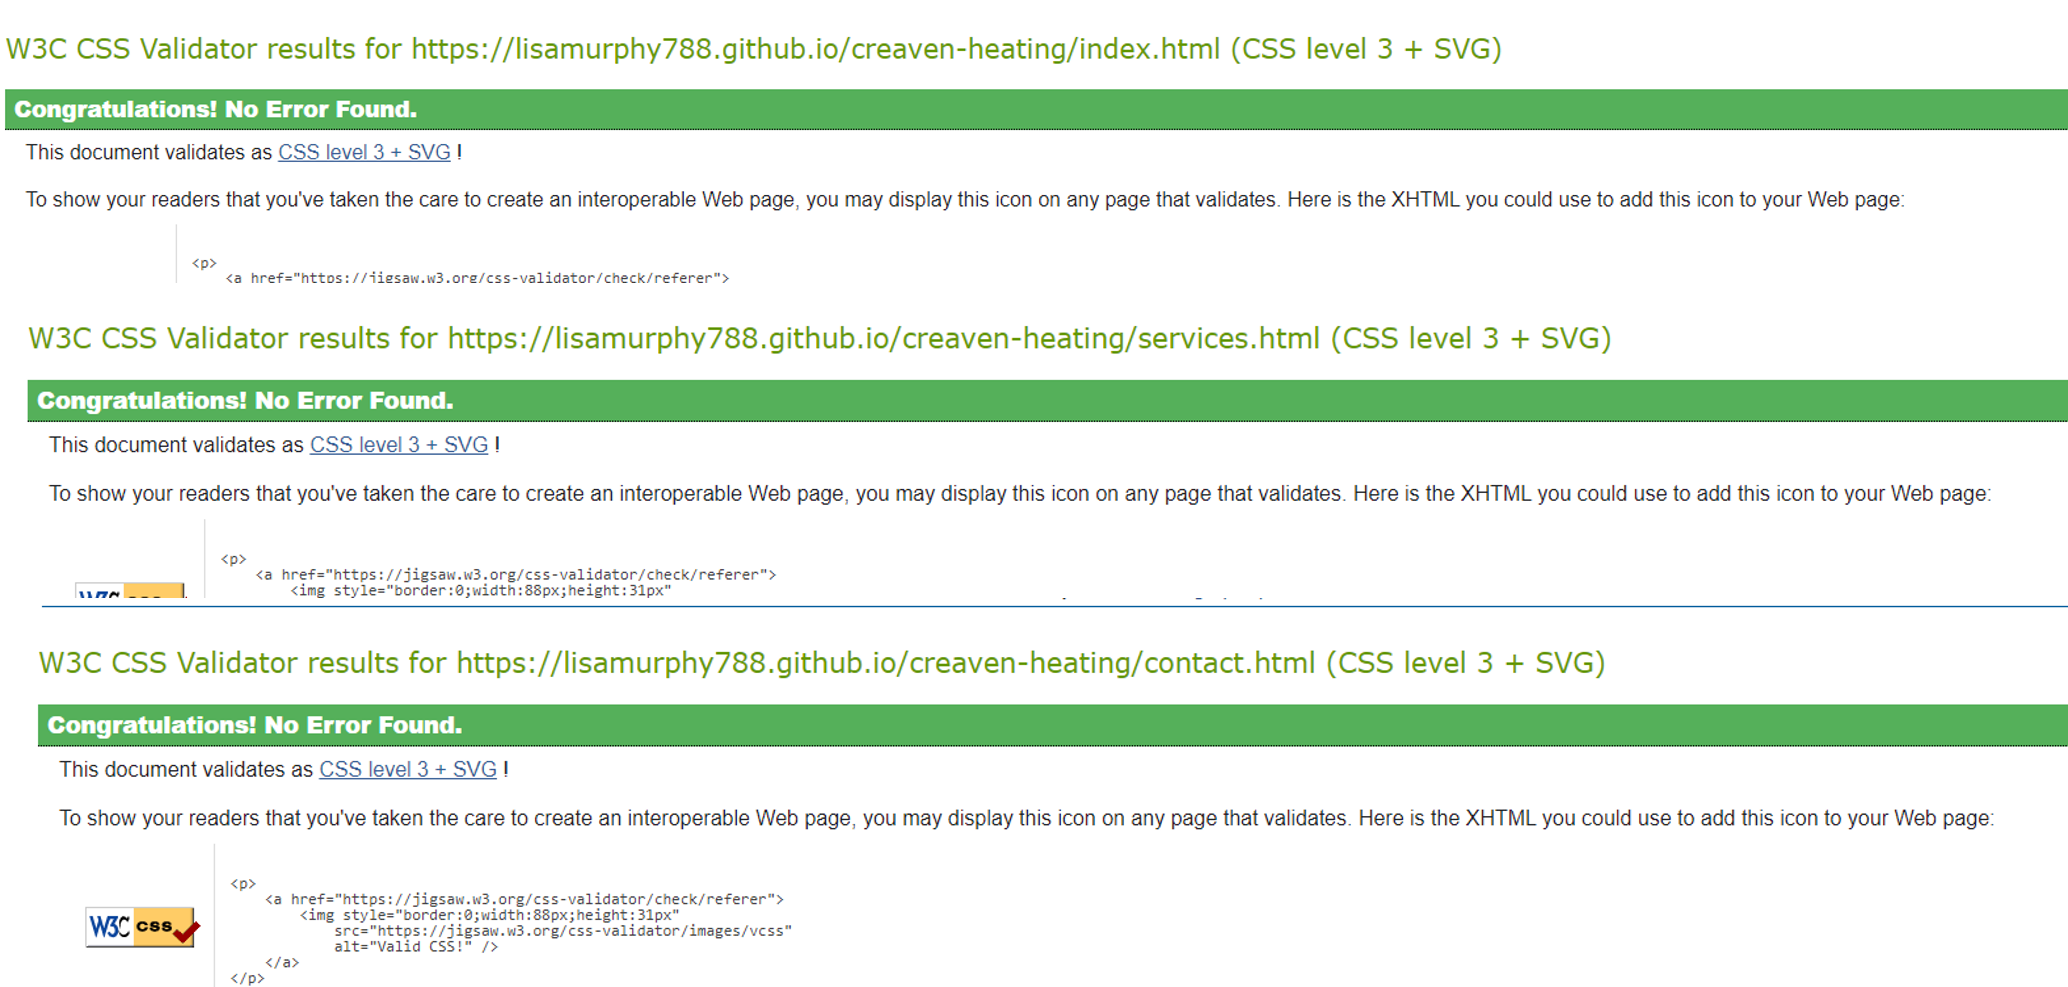 W3C CSS Validator results for https://lisamurphy788.github.io/creaven-heating/index.html (CSS level 3 + SVG)
Congratulations! No Error Found.
This document validates as CSS level 3 + SVG !
To show your readers that you've taken the care to create an interoperable Web page, you may display this icon on any page that validates. Here is the XHTML you could use to add this icon to your Web page:
<p>
<a href="https://jigsaw.w3.org/css-validator/check/referer">
W3C CSS Validator results for https://lisamurphy788.github.io/creaven-heating/services.html (CSS level 3 + SVG)
Congratulations! No Error Found.
This document validates as CSS level 3 + SVG !
To show your readers that you've taken the care to create an interoperable Web page, you may display this icon on any page that validates. Here is the XHTML you could use to add this icon to your Web page:
<p>
<a href="https://jigsaw.w3.org/css-validator/check/referer">
<img style="border:0;width:88px;height:31px"
W3C CSS Validator results for https://lisamurphy788.github.io/creaven-heating/contact.html (CSS level 3 + SVG)
Congratulations! No Error Found.
This document validates as CSS level 3 + SVG !
To show your readers that you've taken the care to create an interoperable Web page, you may display this icon on any page that validates. Here is the XHTML you could use to add this icon to your Web page:
<p>
<a href="https://jigsaw.w3.org/css-validator/check/referer">
<img style="border:0;width:88px;height:31px"
W3C css
src="https://jigsaw.w3.org/css-validator/images/vcss"
alt="Valid CSS!" />
</a>
</p>